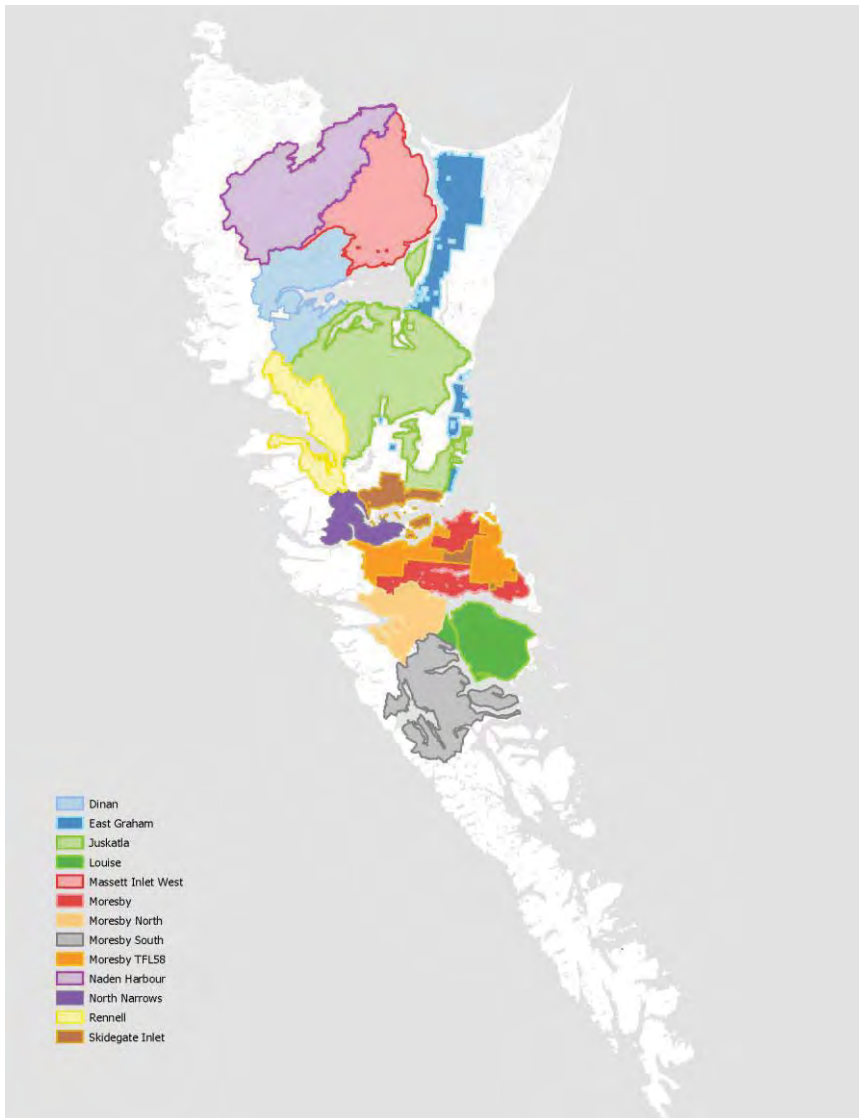 Dinan
East Graham
Juskatla
Louise
Massett Inlet West
Moresby
Moresby North
Moresby South
Moresby TFL58
Naden Harbour
North Narrows
Rennell
Skidegate Inlet